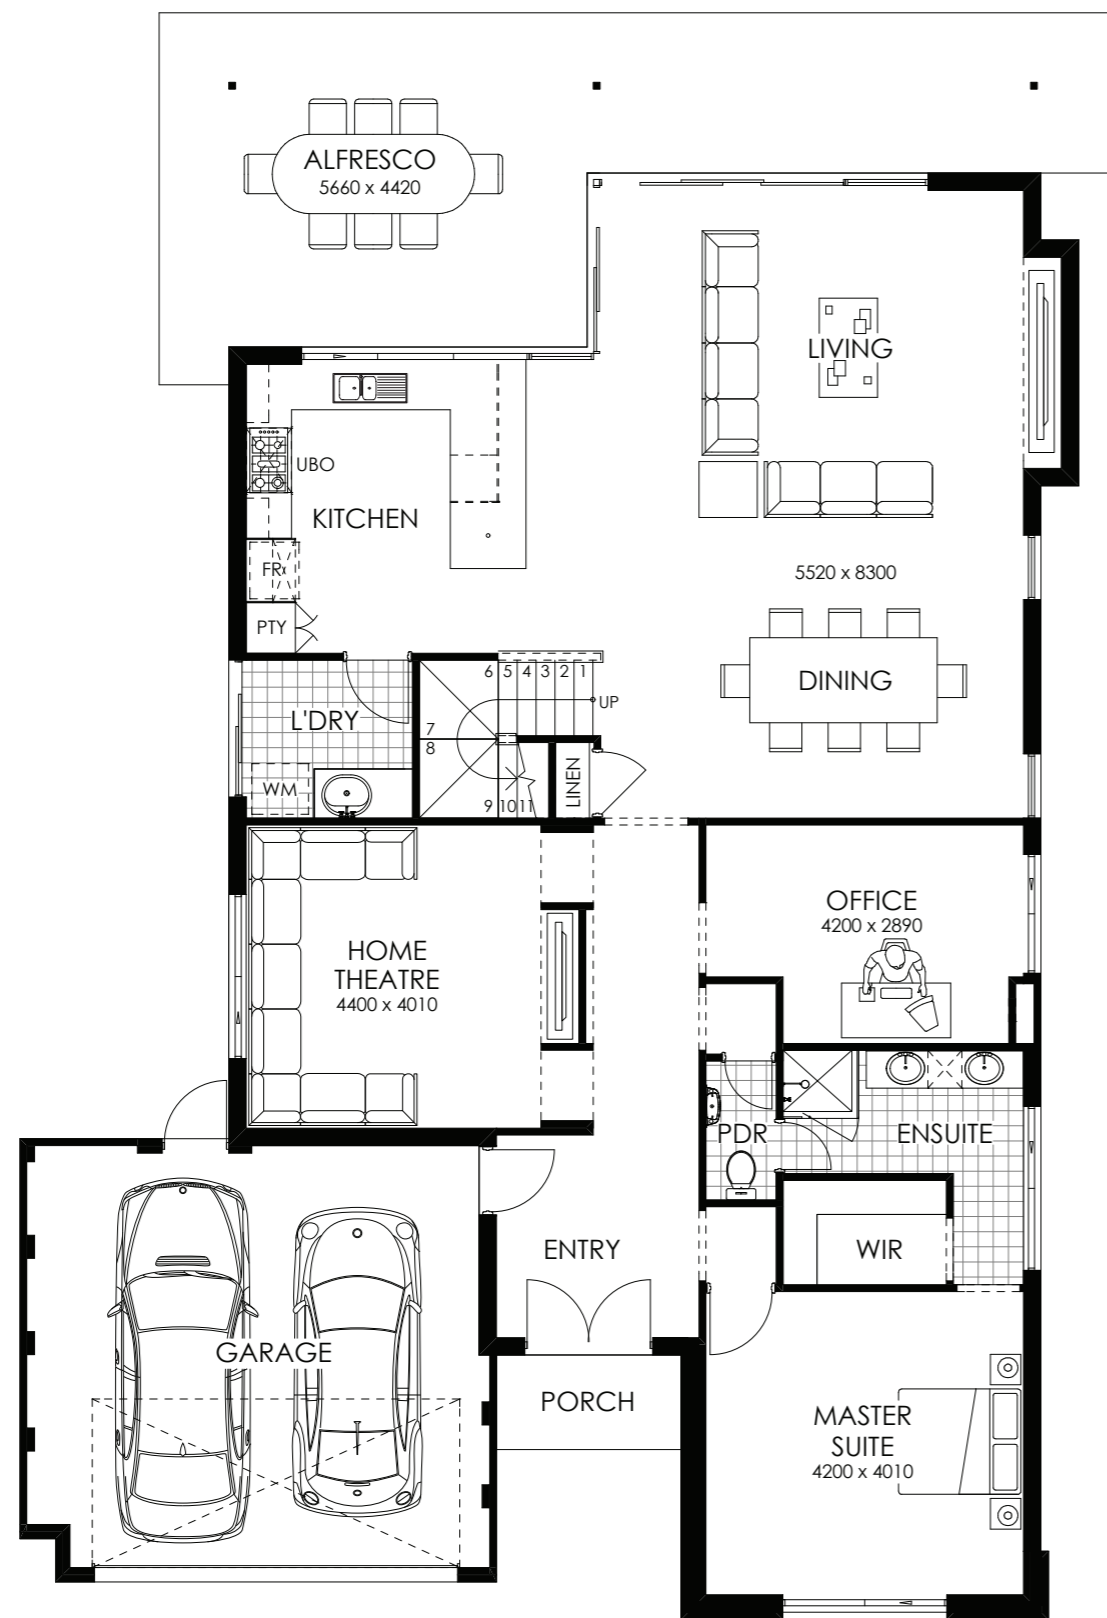 ALFRESCO
5660 x 4420
LIVING
UBO
KITCHEN
FR
5520 x 8300
PTY
DINING
L'DRY
6 5 4 3 2 1
UP
7
8
WM
LINEN
9 10 11
OFFICE
4200 x 2890
HOME
THEATRE
4400 x 4010
PDR
ENSUITE
ENTRY
WIR
GARAGE
PORCH
MASTER
SUITE
4200 x 4010